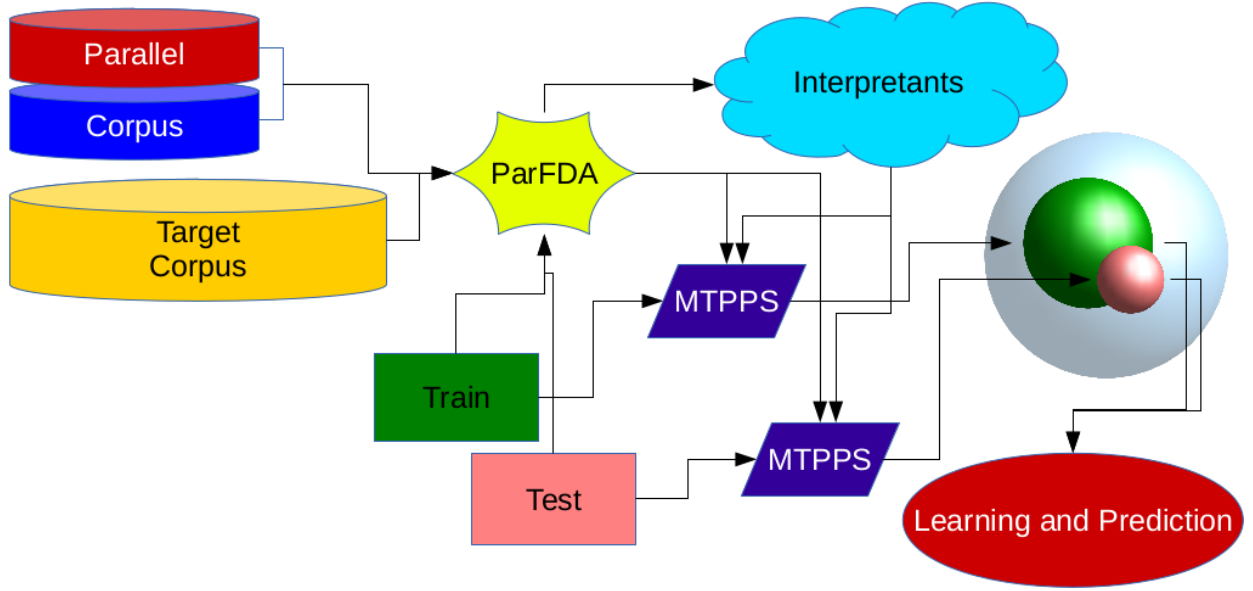 Parallel
Corpus
Interpretants
ParFDA
Target
Corpus
MTPPS
Train
MTPPS
Test
Learning and Prediction